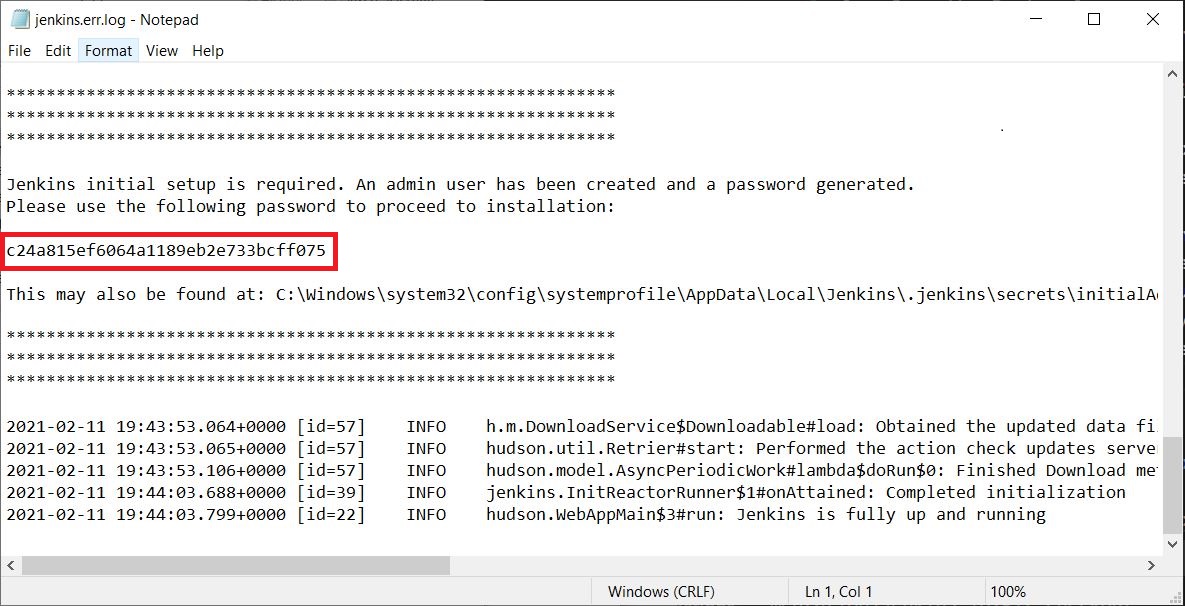 jenkins.err.log - Notepad
File Edit Format View Help
*************************************************************
*************************************************************
*************************************************************
Jenkins initial setup is required. An admin user has been created and a password generated.
Please use the following password to proceed to installation:
c24a815ef6064a1189eb2e733bcff075
This may also be found at: C:\Windows\system32\config\systemprofile\AppData\Local\Jenkins\.jenkins\secrets\initialAd
*************************************************************
*************************************************************
*************************************************************
2021-02-11 19:43:53.064+0000 [id=57] INFO h.m.DownloadService$Downloadable#load: Obtained the updated data fi
2021-02-11 19:43:53.065+0000 [id=57] INFO hudson.util.Retrier#start: Performed the action check updates serve
2021-02-11 19:43:53.106+0000 [id=57] INFO hudson.model.AsyncPeriodicWork#lambda$doRun$0: Finished Download me
2021-02-11 19:44:03.688+0000 [id=39] INFO jenkins.InitReactorRunner$1#onAttained: Completed initialization
2021-02-11 19:44:03.799+0000 [id=22] INFO hudson.WebAppMain$3#run: Jenkins is fully up and running
Windows (CRLF) Ln 1, Col 1 100%